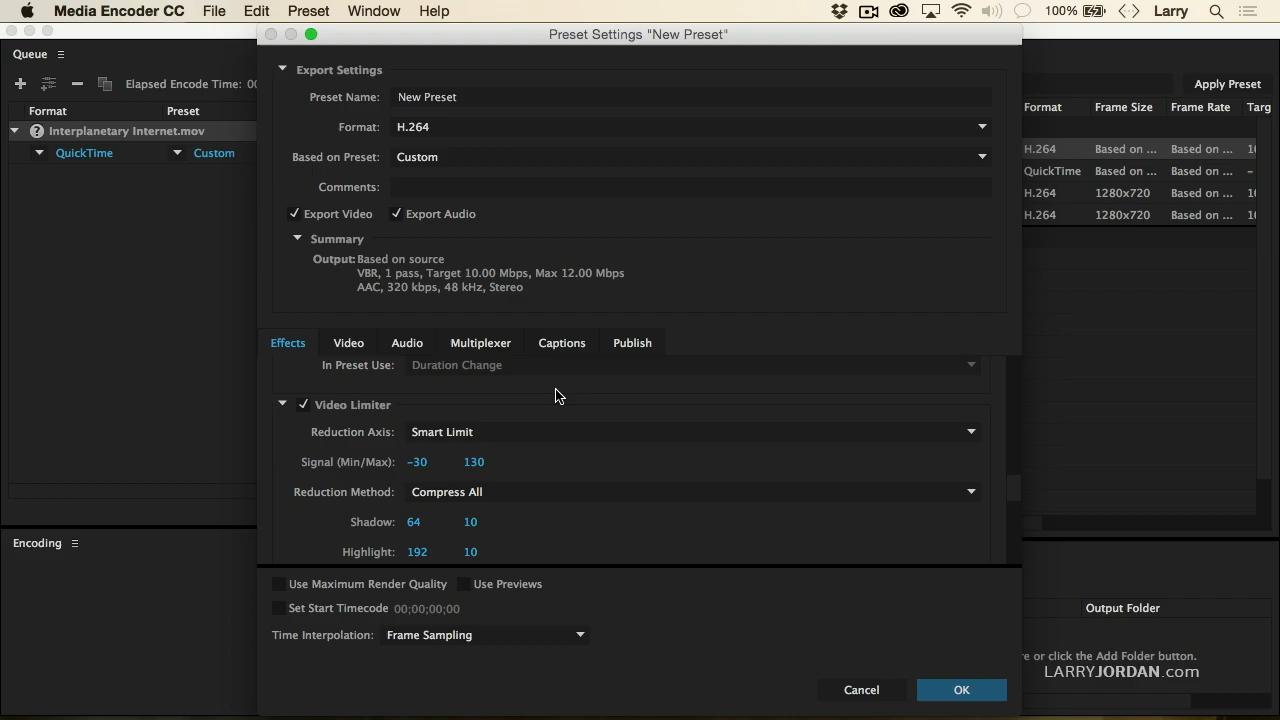 Media Encoder CC File Edit Preset Window Help 100% Larry
Preset Settings "New Preset"
Queue
Elapsed Encode Time: 00
Apply Preset
Format Preset
Interplanetary Internet.mov
QuickTime Custom
Export Settings
Preset Name: New Preset
Format: H.264
Based on Preset: Custom
Comments:
Export Video Export Audio
Summary
Output: Based on source
VBR, 1 pass, Target 10.00 Mbps, Max 12.00 Mbps
AAC, 320 kbps, 48 kHz, Stereo
Effects Video Audio Multiplexer Captions Publish
In Preset Use: Duration Change
Video Limiter
Reduction Axis: Smart Limit
Signal (Min/Max): -30 130
Reduction Method: Compress All
Shadow: 64 10
Highlight: 192 10
Use Maximum Render Quality Use Previews
Set Start Timecode 00;00;00;00
Time Interpolation: Frame Sampling
Cancel OK
Format Frame Size Frame Rate Targ
H.264 Based on ... Based on ... 10
QuickTime Based on ... Based on ... -
H.264 1280x720 Based on ... 10
H.264 1280x720 Based on ... 10
Encoding
Output Folder
re or click the Add Folder button.
LARRYJORDAN.com